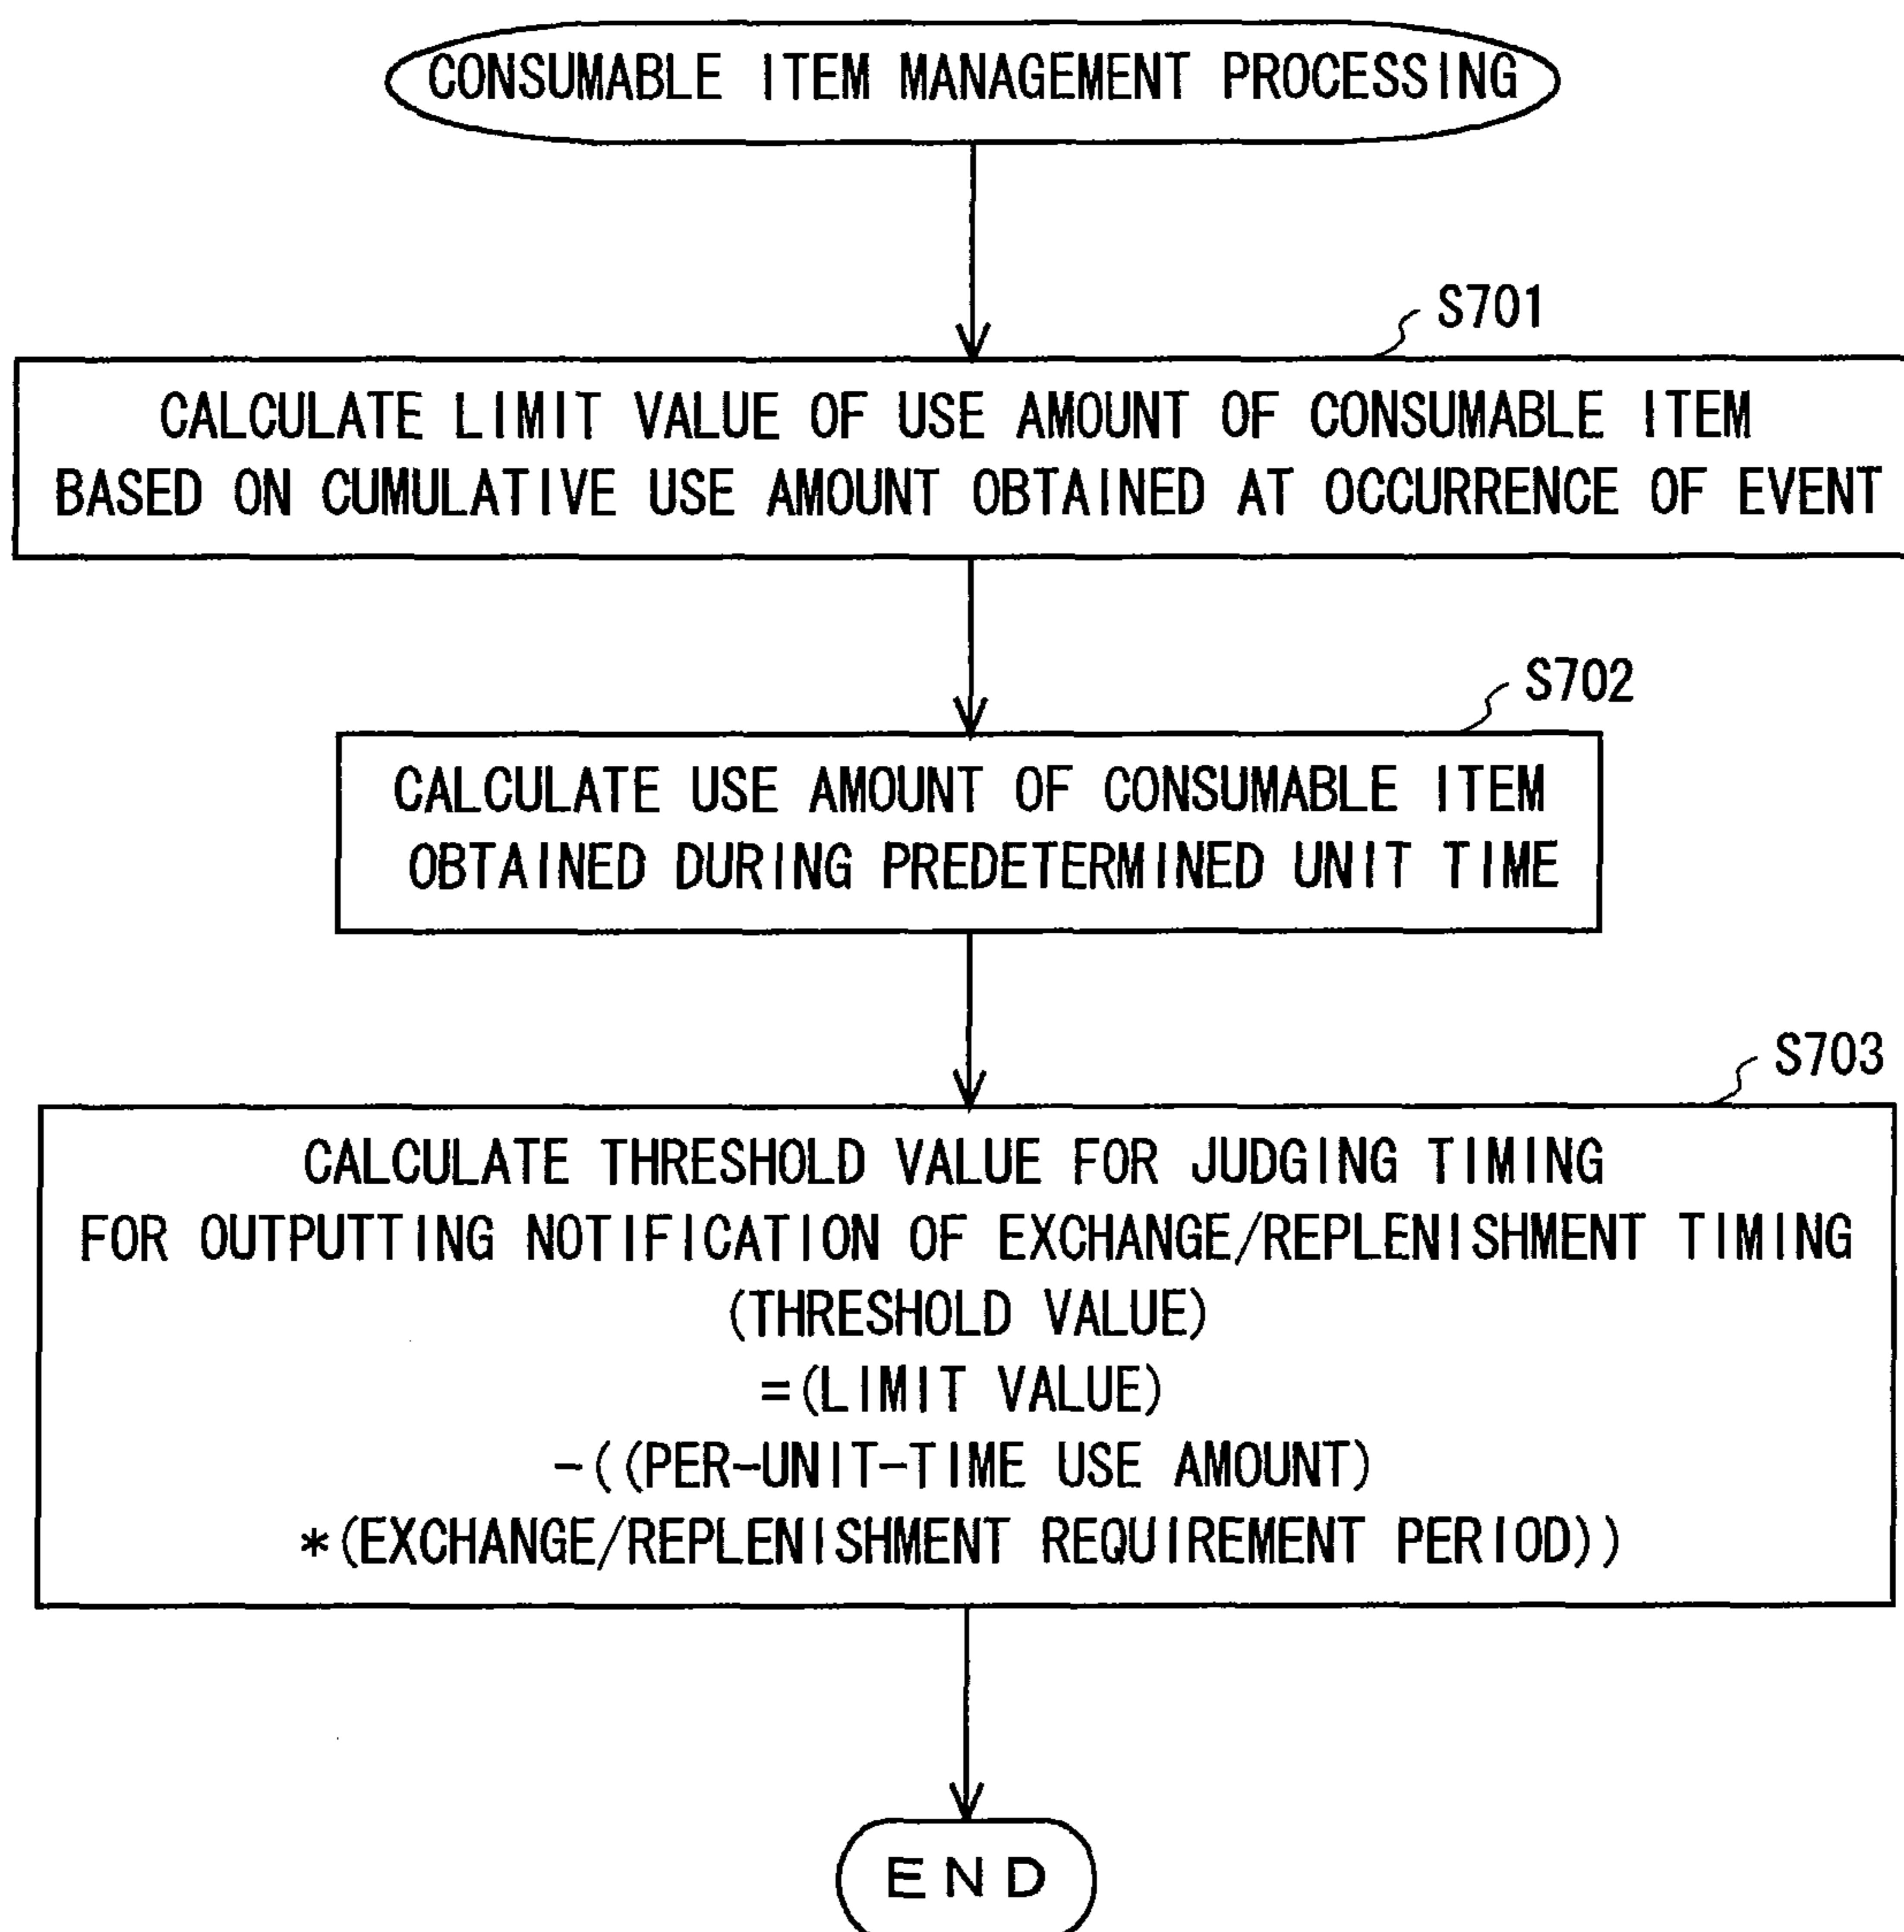 CONSUMABLE ITEM MANAGEMENT PROCESSING
S701
CALCULATE LIMIT VALUE OF USE AMOUNT OF CONSUMABLE ITEM
BASED ON CUMULATIVE USE AMOUNT OBTAINED AT OCCURRENCE OF EVENT
S702
CALCULATE USE AMOUNT OF CONSUMABLE ITEM
OBTAINED DURING PREDETERMINED UNIT TIME
S703
CALCULATE THRESHOLD VALUE FOR JUDGING TIMING
FOR OUTPUTTING NOTIFICATION OF EXCHANGE/REPLENISHMENT TIMING
(THRESHOLD VALUE)
=(LIMIT VALUE)
-((PER-UNIT-TIME USE AMOUNT)
*(EXCHANGE/REPLENISHMENT REQUIREMENT PERIOD))
END